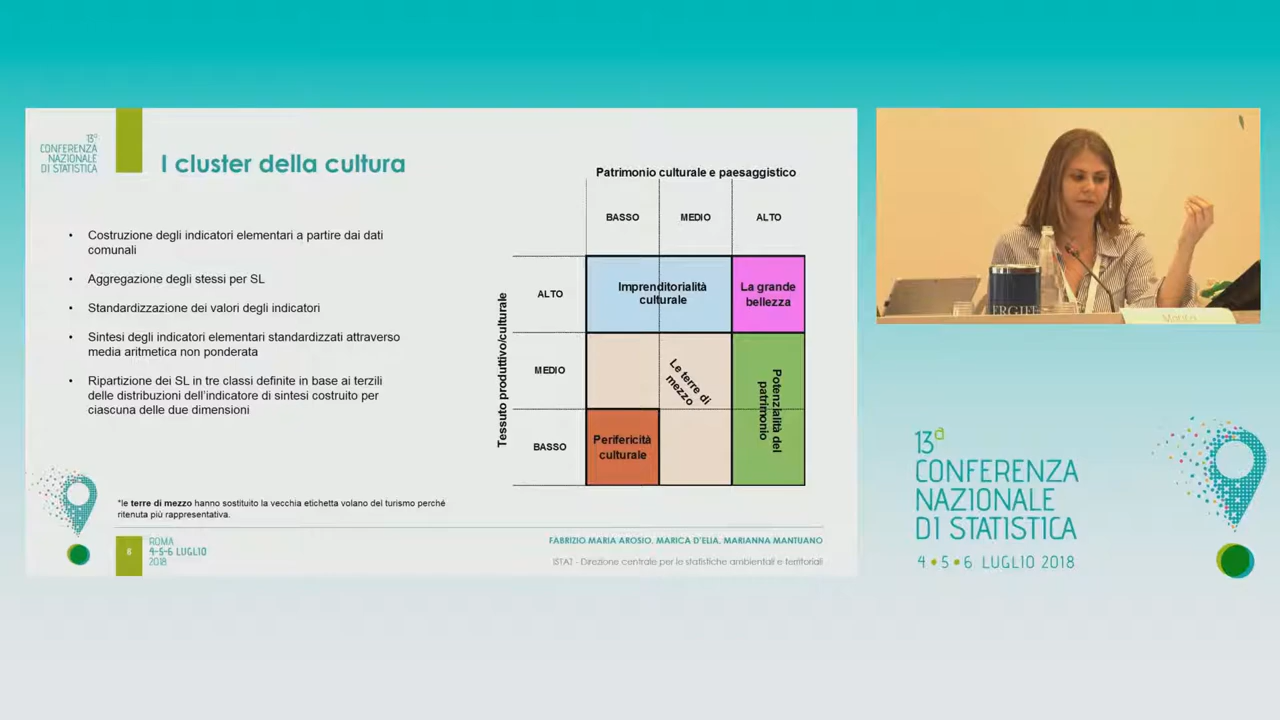 13ª
CONFERENZA
NAZIONALE
DI STATISTICA
I cluster della cultura
• Costruzione degli indicatori elementari a partire dai dati
comunali
• Aggregazione degli stessi per SL
• Standardizzazione dei valori degli indicatori
• Sintesi degli indicatori elementari standardizzati attraverso
media aritmetica non ponderata
• Ripartizione dei SL in tre classi definite in base ai terzili
delle distribuzioni dell'indicatore di sintesi costruito per
ciascuna delle due dimensioni
Patrimonio culturale e paesaggistico
BASSO MEDIO ALTO
Tessuto produttivo/culturale
ALTO
Imprenditorialità
culturale
La grande
bellezza
MEDIO
Le terre di
mezzo
Potenzialità del
patrimonio
BASSO
Perifericità
culturale
*le terre di mezzo hanno sostituito la vecchia etichetta volano del turismo perché
ritenuta più rappresentativa.
6
ROMA
4-5-6 LUGLIO
2018
FABRIZIO MARIA AROSIO, MARICA D'ELIA, MARIANNA MANTUANO
ISTAT - Direzione centrale per le statistiche ambientali e territoriali
13ª
CONFERENZA
NAZIONALE
DI STATISTICA
4•5•6 LUGLIO 2018